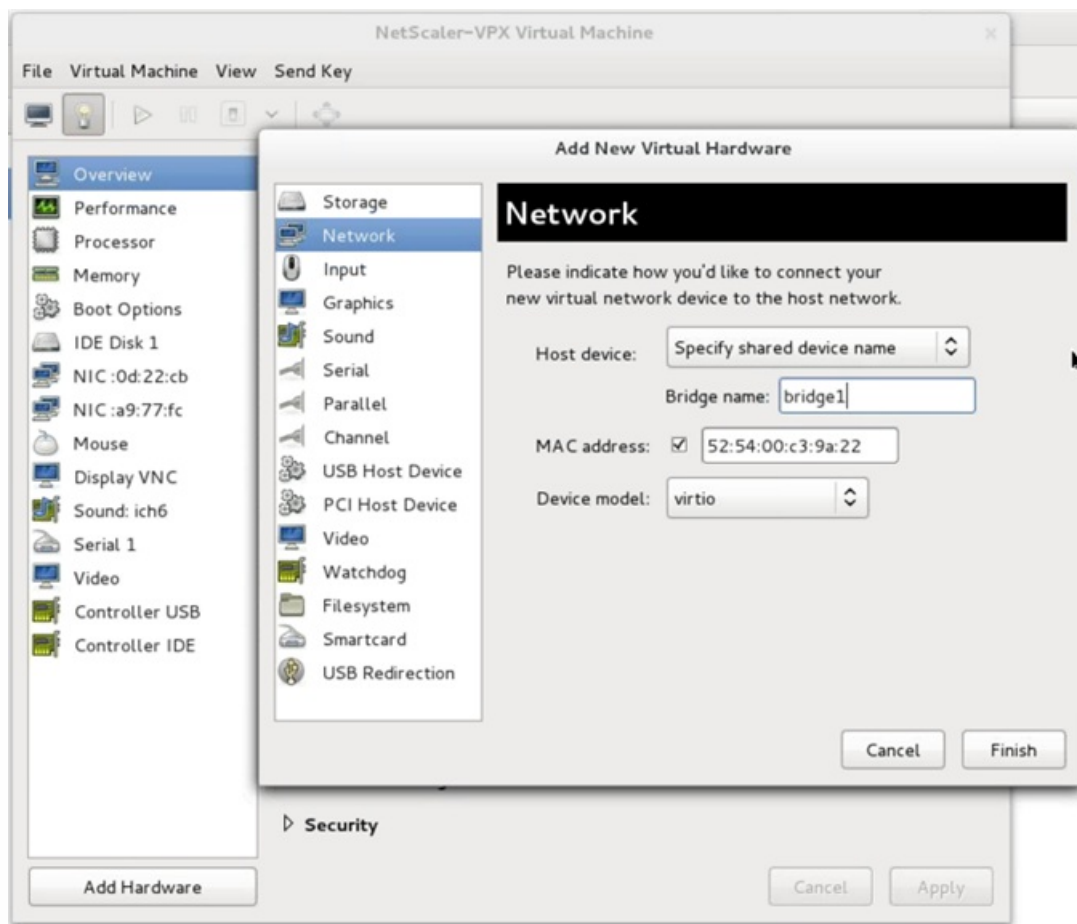 NetScaler-VPX Virtual Machine
File Virtual Machine View Send Key
Overview
Performance
Processor
Memory
Boot Options
IDE Disk 1
NIC :0d:22:cb
NIC :a9:77:fc
Mouse
Display VNC
Sound: ich6
Serial 1
Video
Controller USB
Controller IDE
Add Hardware
Add New Virtual Hardware
Storage
Network
Input
Graphics
Sound
Serial
Parallel
Channel
USB Host Device
PCI Host Device
Video
Watchdog
Filesystem
Smartcard
USB Redirection
Network
Please indicate how you'd like to connect your
new virtual network device to the host network.
Host device: Specify shared device name
Bridge name: bridge1
MAC address: 52:54:00:c3:9a:22
Device model: virtio
Cancel Finish
Security
Cancel Apply